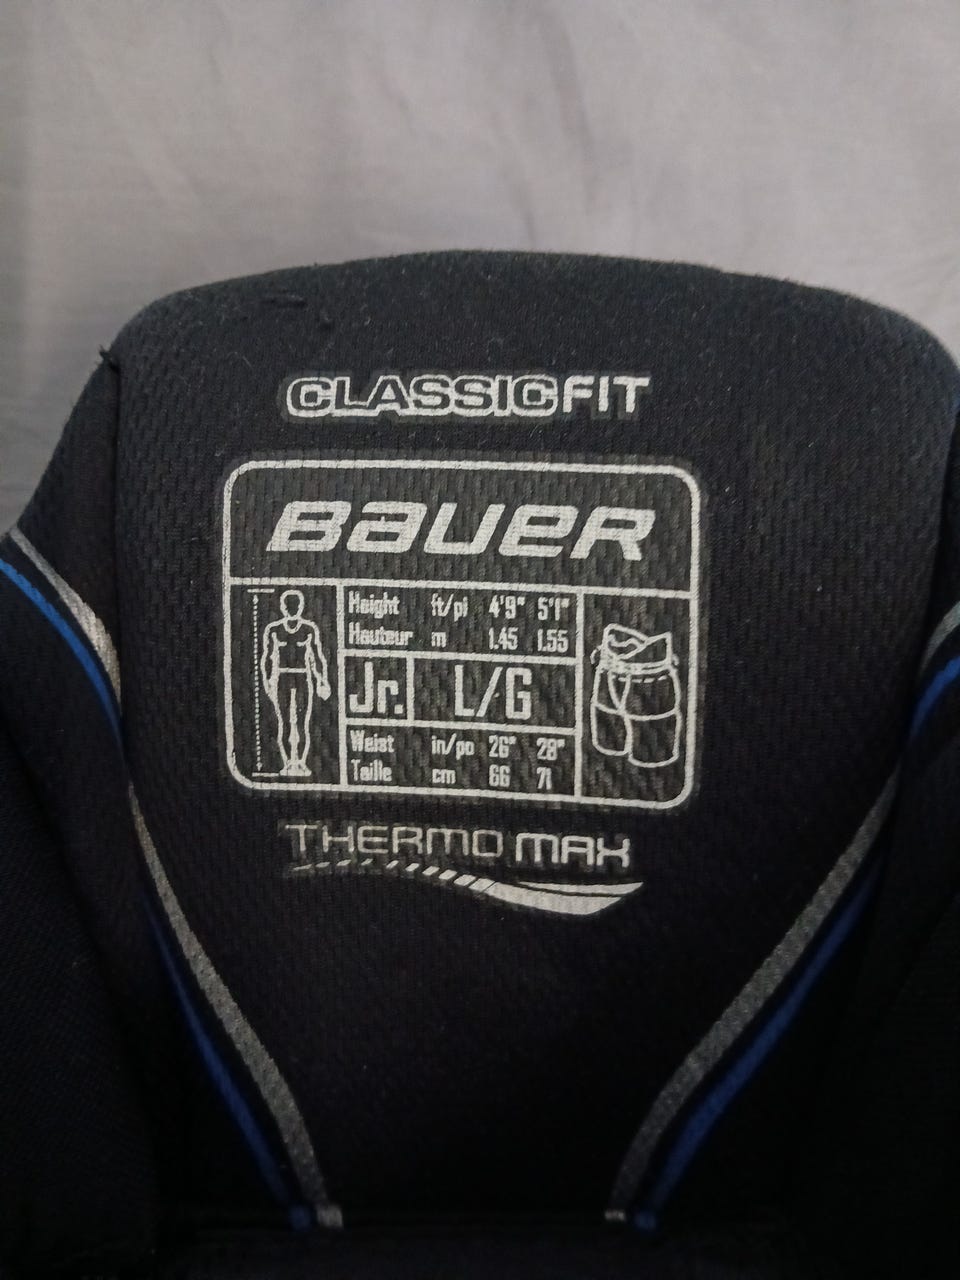 CLASSICFIT
BAUER
Height ft/pi 4'9" 5'1"
Hauteur m 1.45 1.55
Jr. L/G
Waist in/po 26" 28"
Taille cm 66 71
THERMO MAX